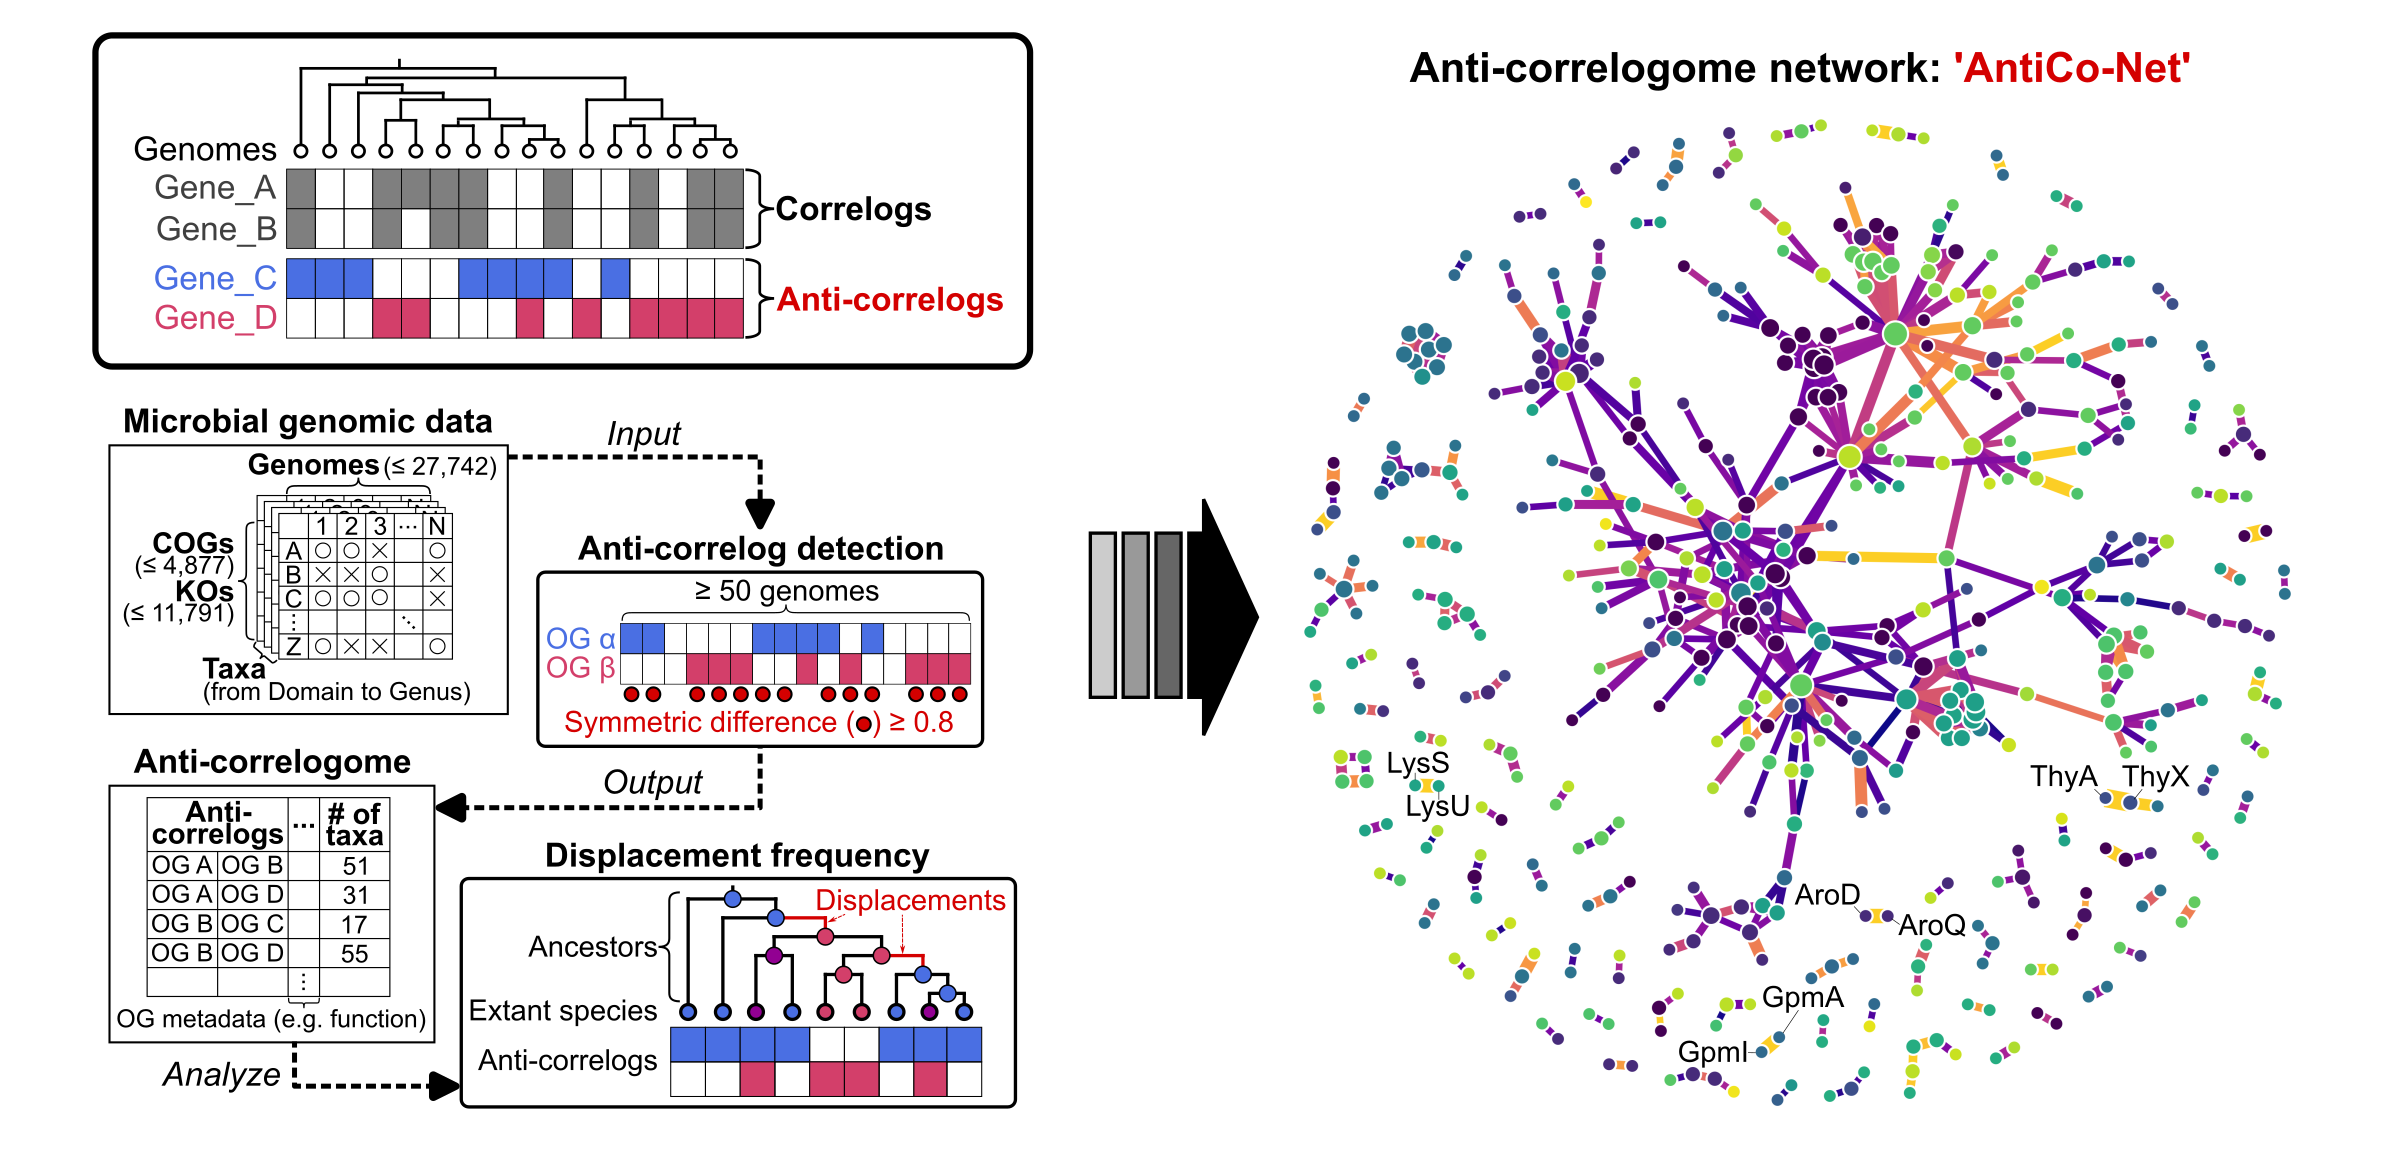 Genomes
Gene_A
Gene_B
Correlogs
Gene_C
Gene_D
Anti-correlogs
Microbial genomic data
Genomes (≤ 27,742)
COGs
(≤ 4,877)
KOs
(≤ 11,791)
1 2 3 ... N
A ○ ○ × ○
B × × ○ ×
C ○ ○ ○ ×
Z ○ × × ○
Taxa
(from Domain to Genus)
Input
Anti-correlog detection
≥ 50 genomes
OG α
OG β
Symmetric difference (●) ≥ 0.8
Output
Anti-correlogome
Anti-
correlogs
...
# of
taxa
OG A OG B 51
OG A OG D 31
OG B OG C 17
OG B OG D 55
OG metadata (e.g. function)
Analyze
Displacement frequency
Displacements
Ancestors
Extant species
Anti-correlogs
Anti-correlogome network: 'AntiCo-Net'
LysS
LysU
ThyA
ThyX
AroD
AroQ
GpmA
GpmI